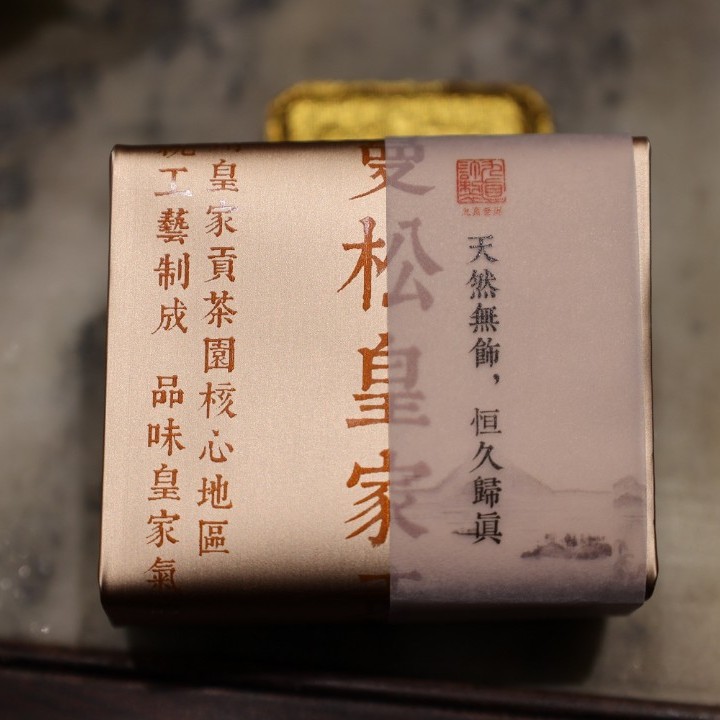 天然無飾，恒久歸真
曼松皇家
皇家貢茶園核心地區
工藝制成 品味皇家氣